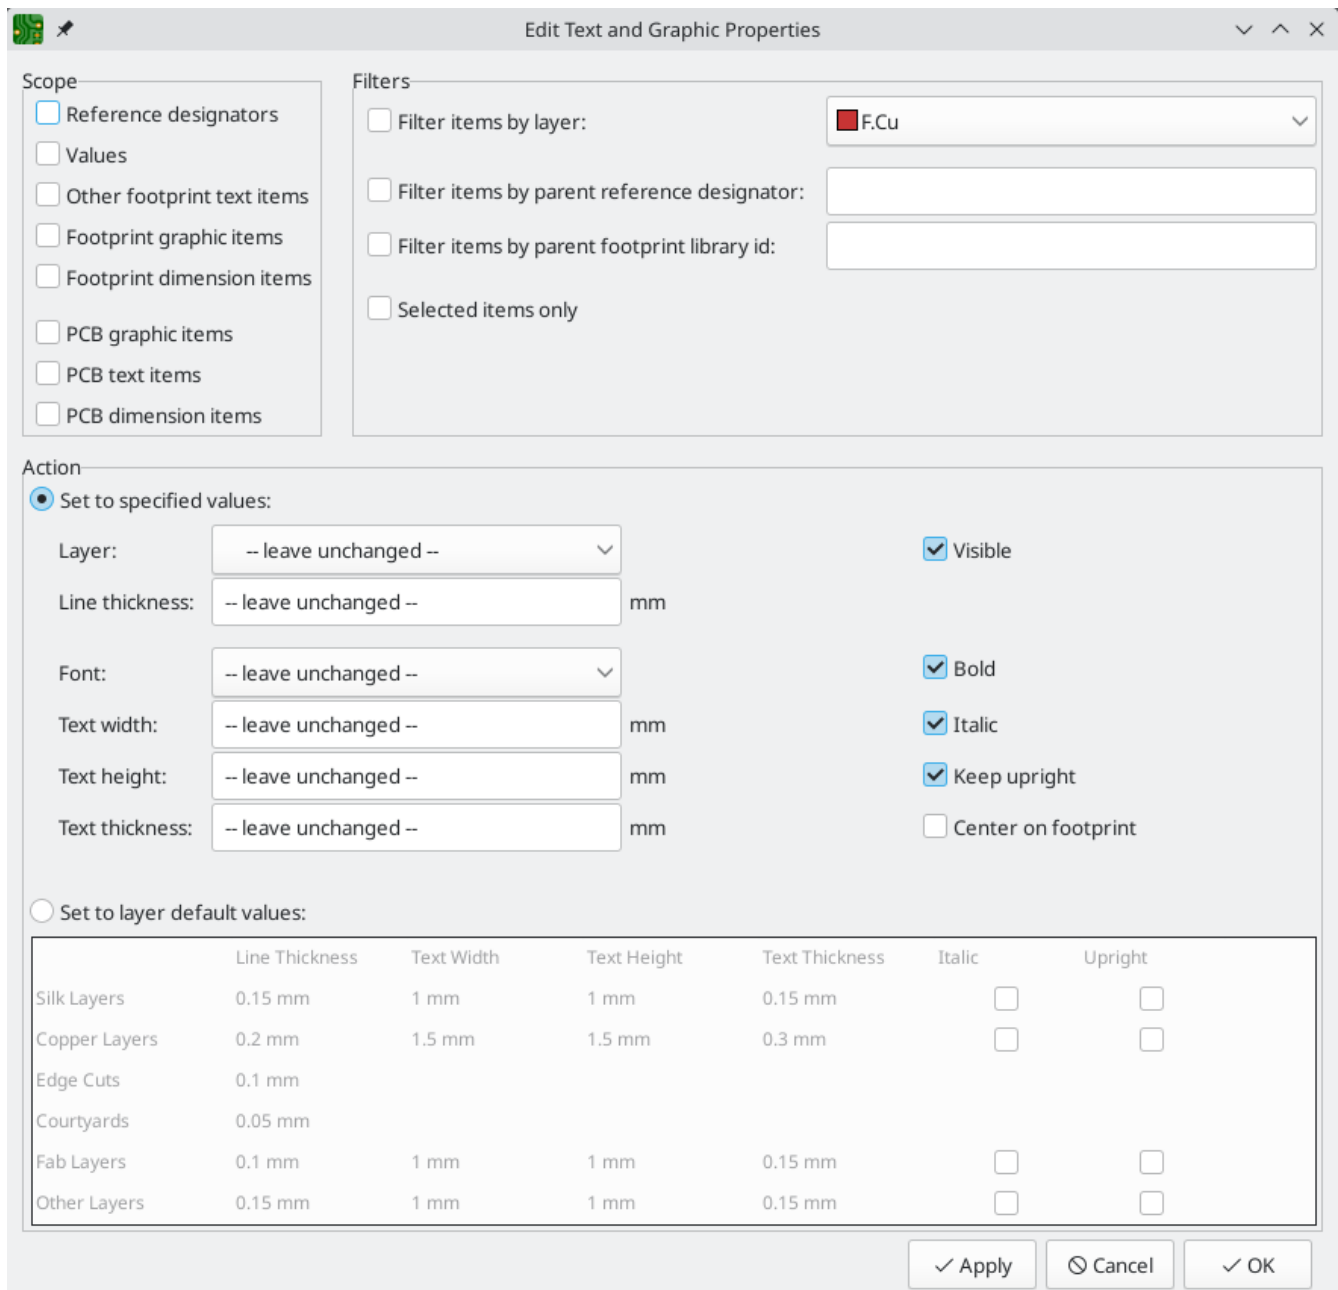 Edit Text and Graphic Properties
Scope
Reference designators
Values
Other footprint text items
Footprint graphic items
Footprint dimension items
PCB graphic items
PCB text items
PCB dimension items
Filters
Filter items by layer: F.Cu
Filter items by parent reference designator:
Filter items by parent footprint library id:
Selected items only
Action
Set to specified values:
Layer: -- leave unchanged -- Visible
Line thickness: -- leave unchanged -- mm
Font: -- leave unchanged -- Bold
Text width: -- leave unchanged -- mm Italic
Text height: -- leave unchanged -- mm Keep upright
Text thickness: -- leave unchanged -- mm Center on footprint
Set to layer default values:
Line Thickness Text Width Text Height Text Thickness Italic Upright
Silk Layers 0.15 mm 1 mm 1 mm 0.15 mm
Copper Layers 0.2 mm 1.5 mm 1.5 mm 0.3 mm
Edge Cuts 0.1 mm
Courtyards 0.05 mm
Fab Layers 0.1 mm 1 mm 1 mm 0.15 mm
Other Layers 0.15 mm 1 mm 1 mm 0.15 mm
Apply Cancel OK